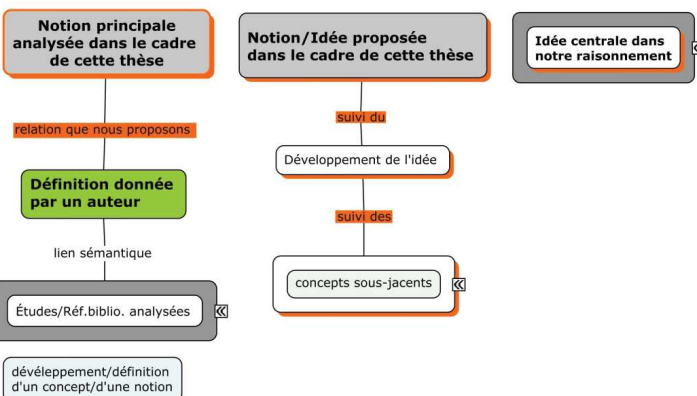 Notion principale
analysée dans le cadre
de cette thèse
relation que nous proposons
Définition donnée
par un auteur
lien sémantique
Études/Réf.biblio. analysées
dévéleppement/définition
d'un concept/d'une notion
Notion/Idée proposée
dans le cadre de cette thèse
suivi du
Développement de l'idée
suivi des
concepts sous-jacents
Idée centrale dans
notre raisonnement